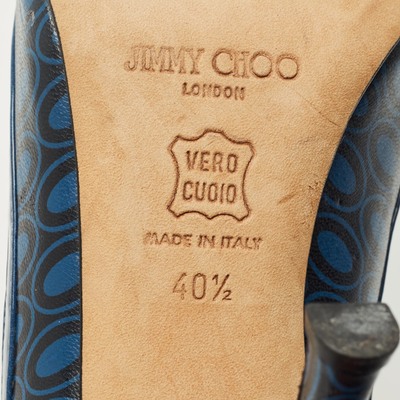 JIMMY CHOO
LONDON
VERO
CUOIO
MADE IN ITALY
40½